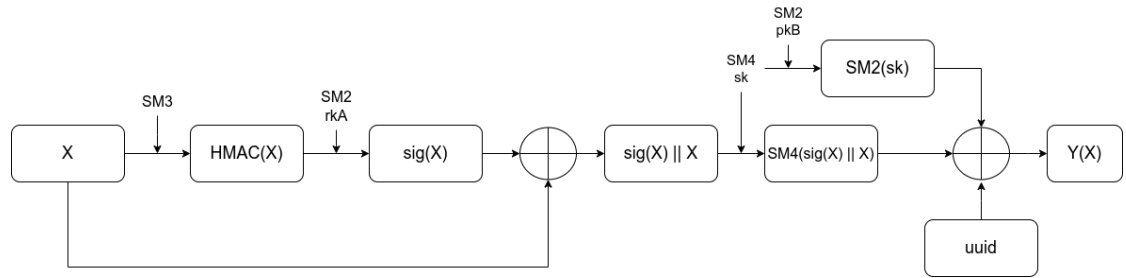 SM2
pkB
SM4
sk
SM2(sk)
SM3
SM2
rkA
X
HMAC(X)
sig(X)
sig(X) || X
SM4(sig(X) || X)
Y(X)
uuid